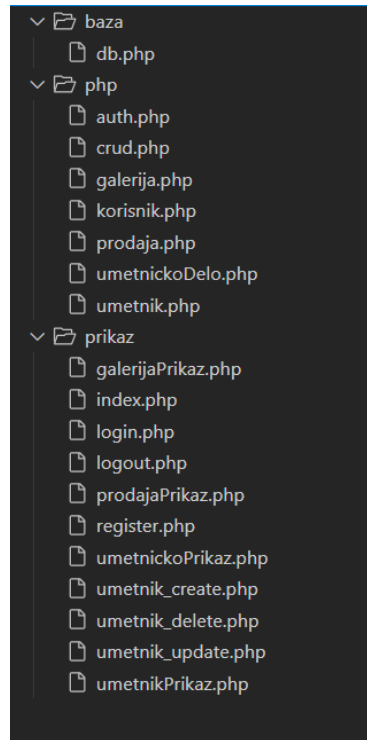 baza
db.php
php
auth.php
crud.php
galerija.php
korisnik.php
prodaja.php
umetnickoDelo.php
umetnik.php
prikaz
galerijaPrikaz.php
index.php
login.php
logout.php
prodajaPrikaz.php
register.php
umetnickoPrikaz.php
umetnik_create.php
umetnik_delete.php
umetnik_update.php
umetnikPrikaz.php